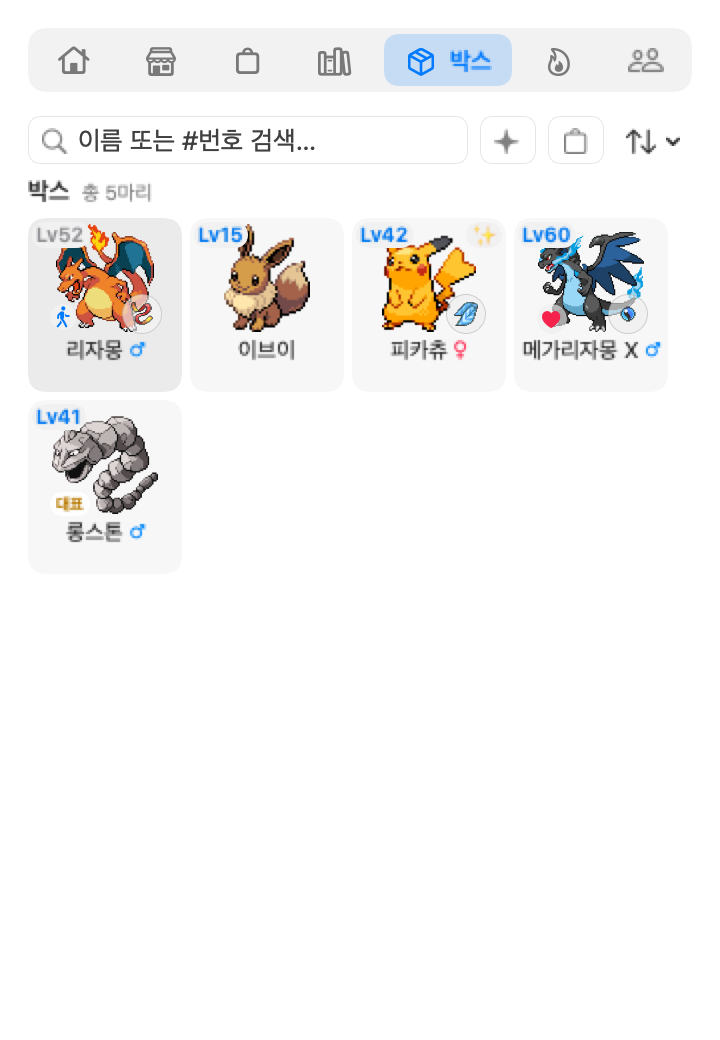 박스
이름 또는 #번호 검색...
박스 총 5마리
Lv52
리자몽 ♂
Lv15
이브이
Lv42
피카츄 ♀
Lv60
메가리자몽 X ♂
Lv41
대표
롱스톤 ♂